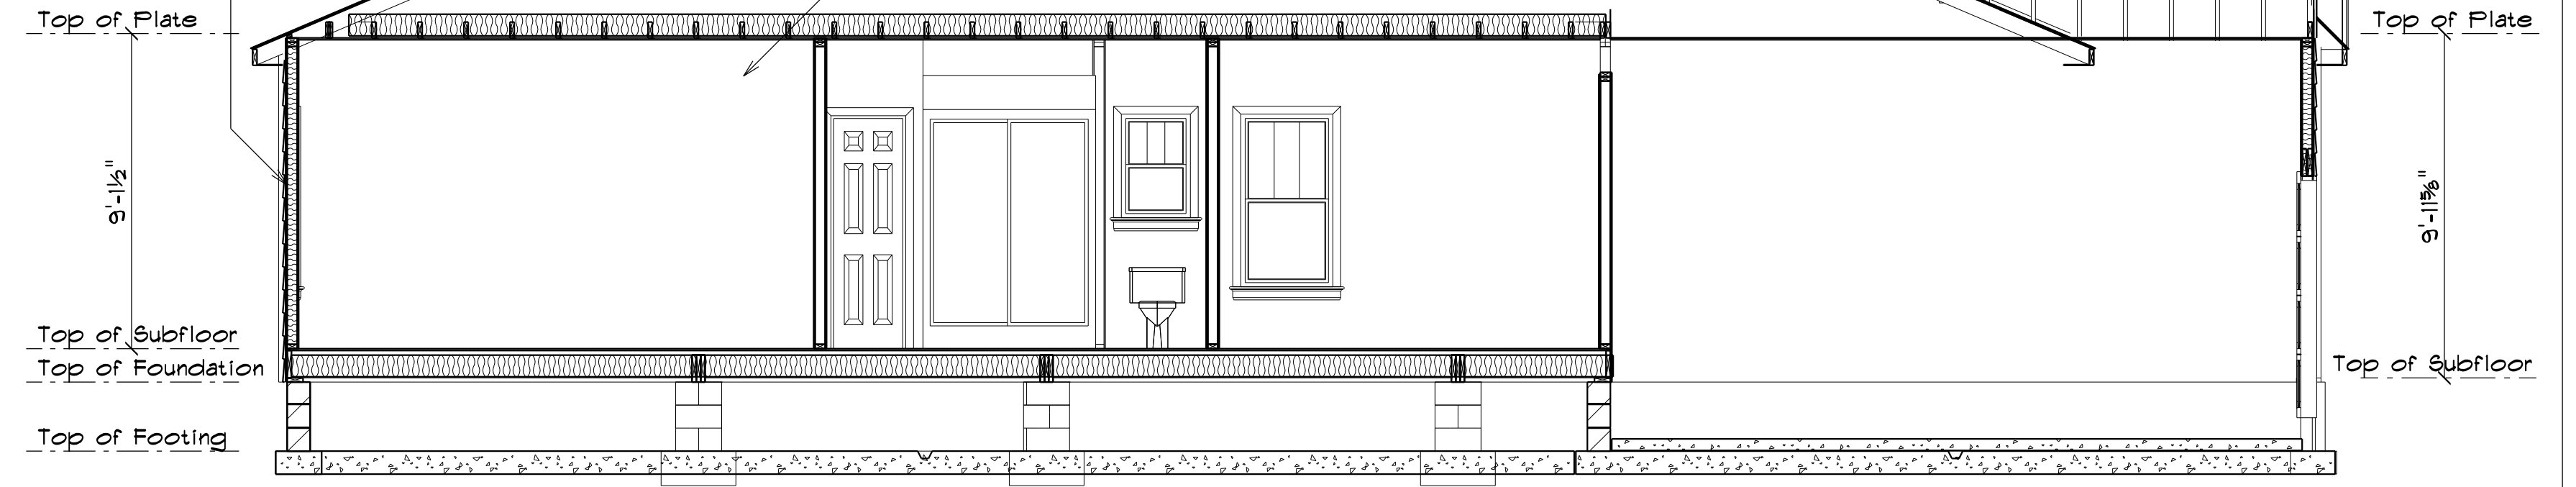 Top of Plate
Top of Plate
9'-1½"
9'-11⅝"
Top of Subfloor
Top of Foundation
Top of Subfloor
Top of Footing